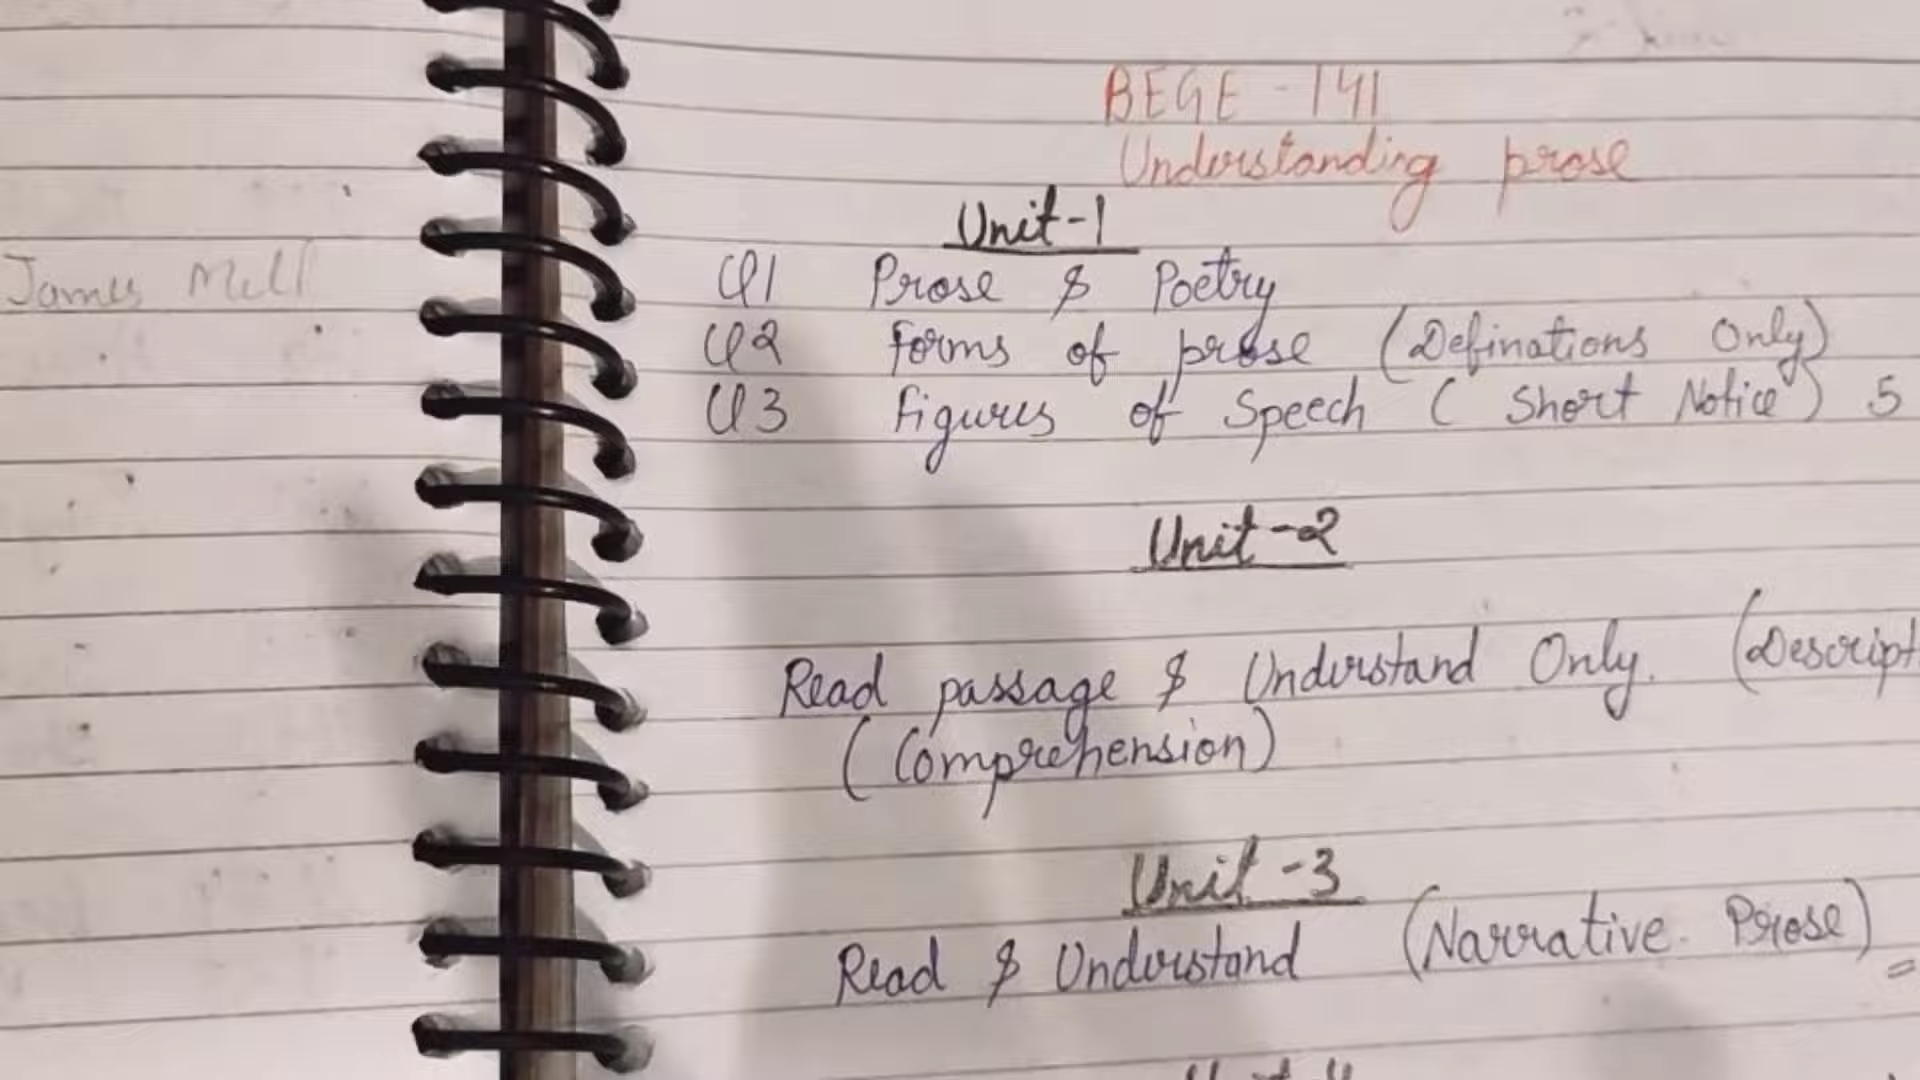 James Mill
BEGE - 141
Understanding prose
Unit-1
Q1 Prose & Poetry
Q2 Forms of prose (Definations Only)
Q3 Figures of Speech ( Short Notice ) 5
Unit-2
Read passage & Understand Only. (Descript
(Comprehension)
Unit-3
Read & Understand (Narrative Prose)